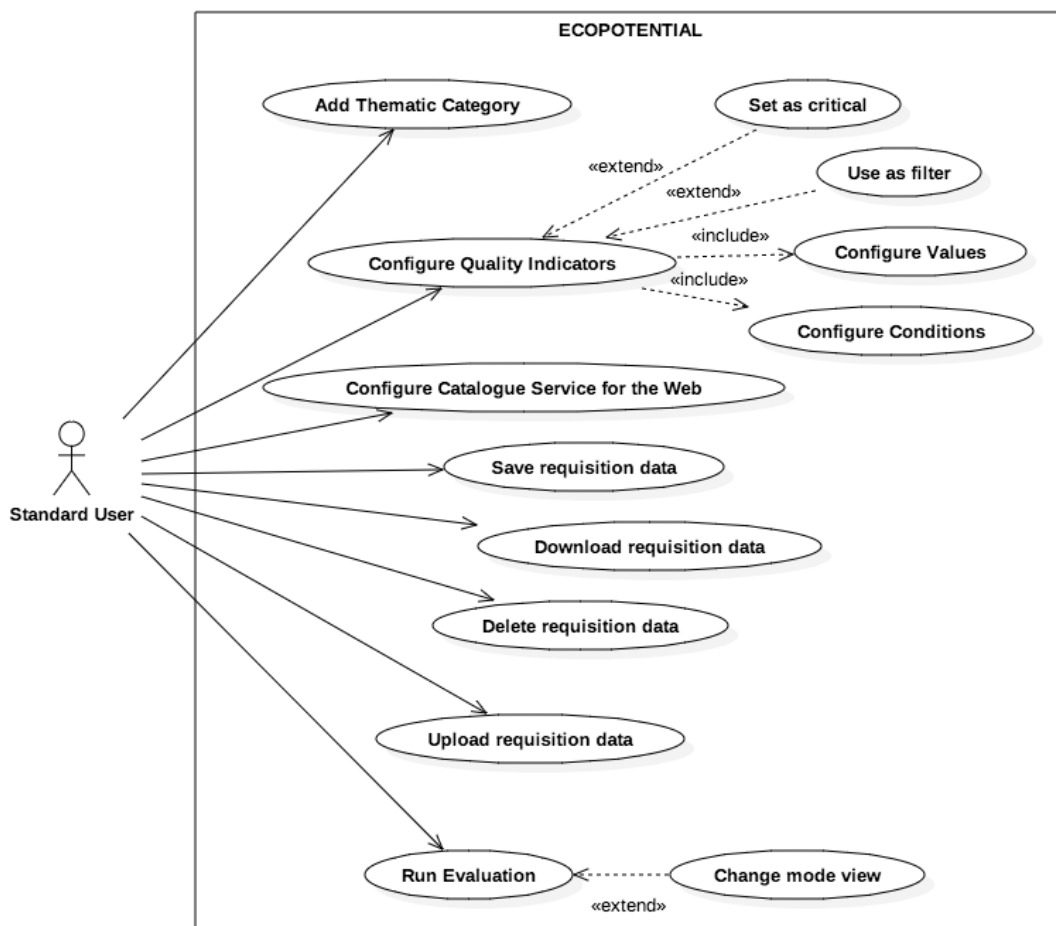 ECOPOTENTIAL
Add Thematic Category
Set as critical
«extend»
Use as filter
«extend»
«include»
Configure Values
Configure Quality Indicators
«include»
Configure Conditions
Configure Catalogue Service for the Web
Save requisition data
Standard User
Download requisition data
Delete requisition data
Upload requisition data
Run Evaluation
Change mode view
«extend»